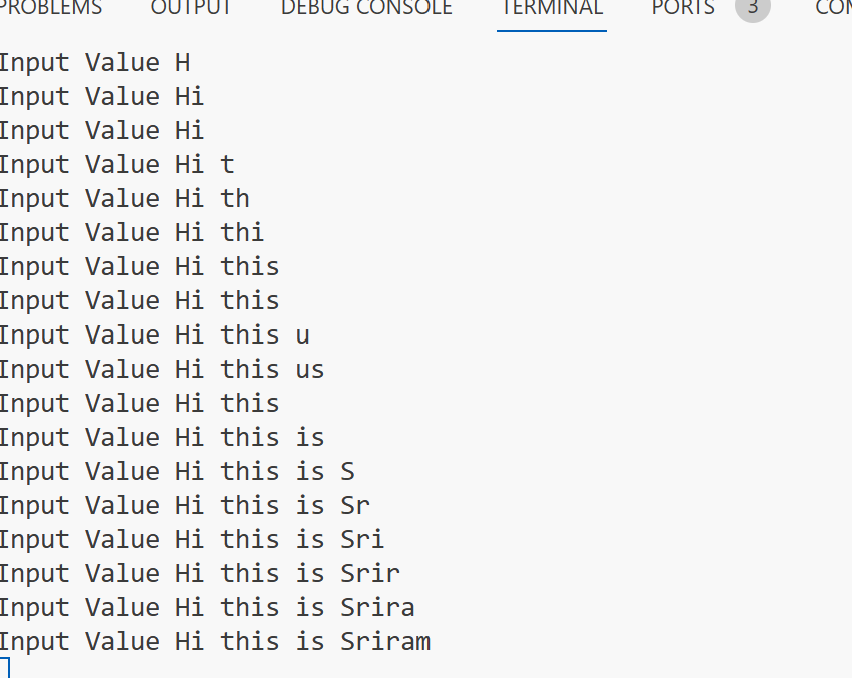 PROBLEMS OUTPUT DEBUG CONSOLE TERMINAL PORTS 3
Input Value H
Input Value Hi
Input Value Hi
Input Value Hi t
Input Value Hi th
Input Value Hi thi
Input Value Hi this
Input Value Hi this
Input Value Hi this u
Input Value Hi this us
Input Value Hi this
Input Value Hi this is
Input Value Hi this is S
Input Value Hi this is Sr
Input Value Hi this is Sri
Input Value Hi this is Srir
Input Value Hi this is Srira
Input Value Hi this is Sriram